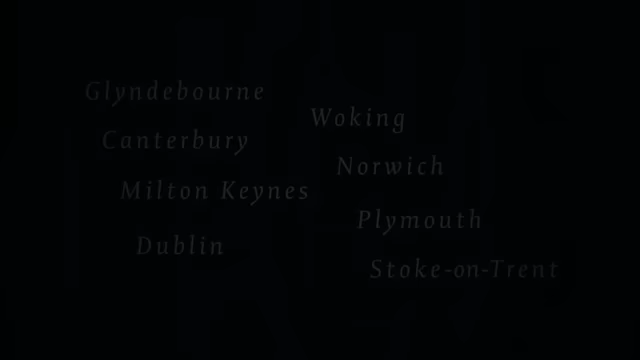 Glyndebourne
Canterbury
Milton Keynes
Dublin
Woking
Norwich
Plymouth
Stoke-on-Trent